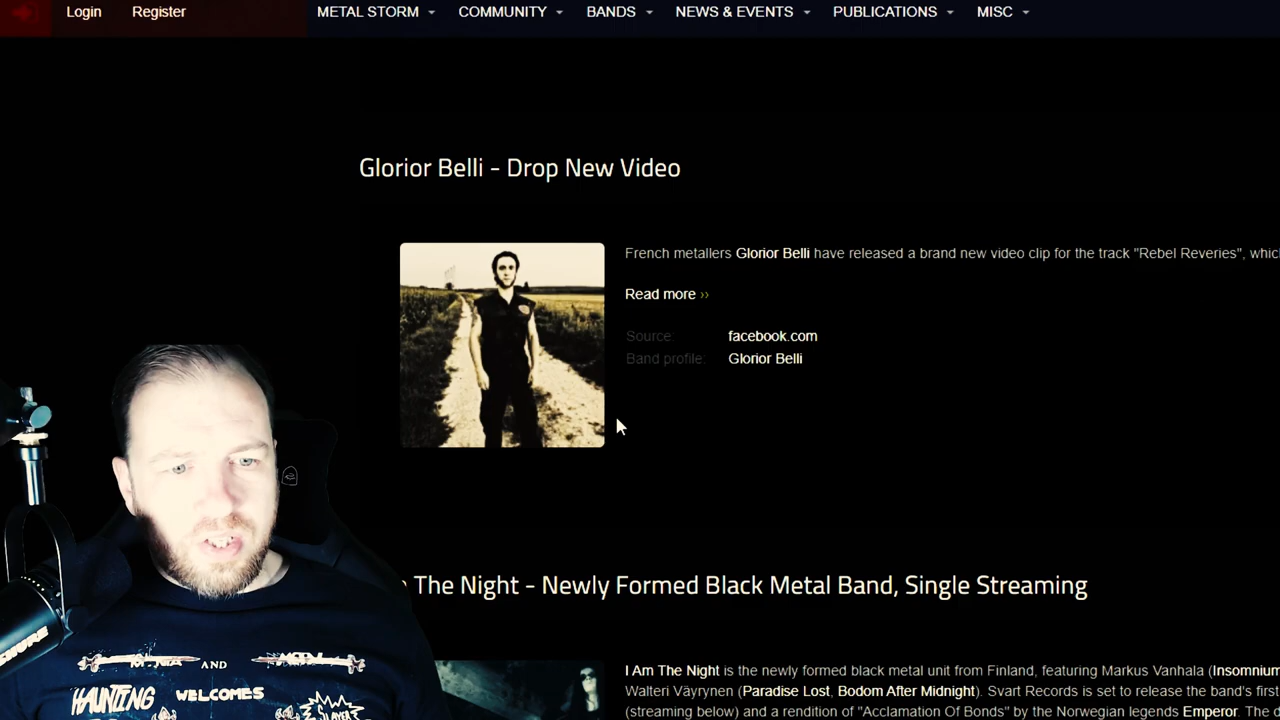 Login Register METAL STORM COMMUNITY BANDS NEWS & EVENTS PUBLICATIONS MISC
Glorior Belli - Drop New Video
French metallers Glorior Belli have released a brand new video clip for the track "Rebel Reveries", whic
Read more ››
Source: facebook.com
Band profile: Glorior Belli
The Night - Newly Formed Black Metal Band, Single Streaming
I Am The Night is the newly formed black metal unit from Finland, featuring Markus Vanhala (Insomnium
Walteri Väyrynen (Paradise Lost, Bodom After Midnight). Svart Records is set to release the band's first
(streaming below) and a rendition of "Acclamation Of Bonds" by the Norwegian legends Emperor. The d
SHURE
AND
HAUNTING WELCOMES
SLAYER